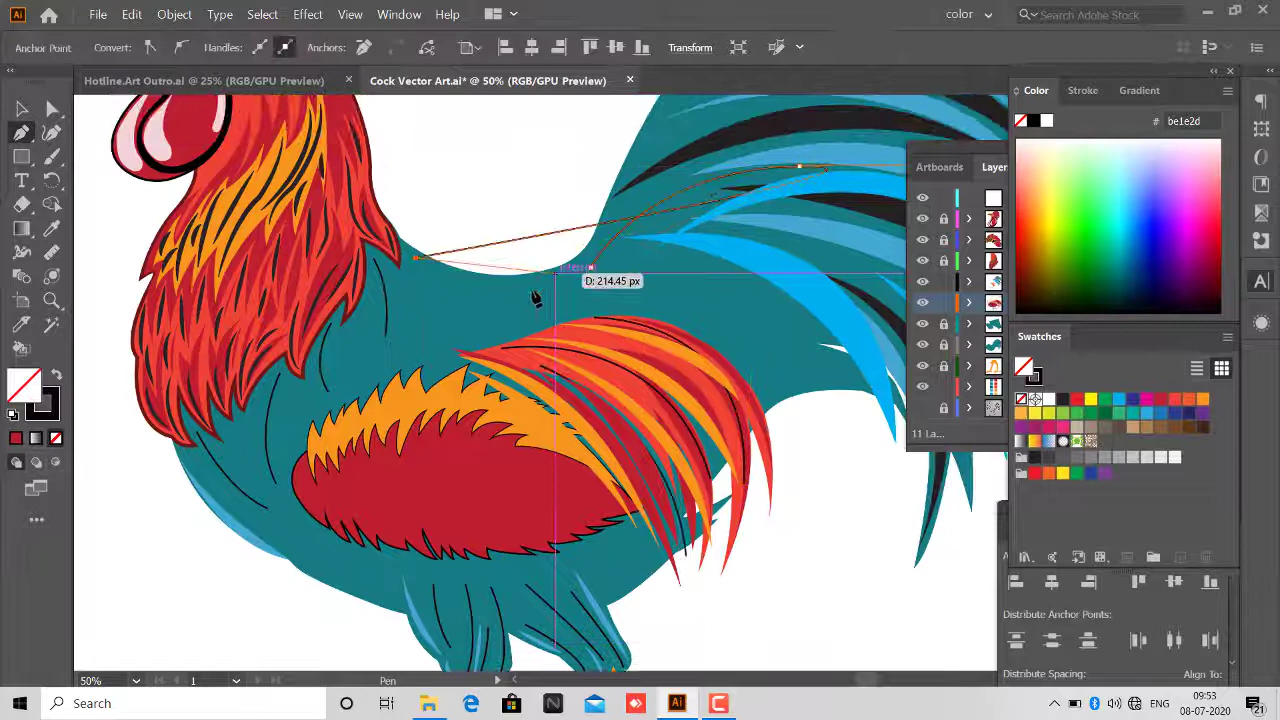 Ai File Edit Object Type Select Effect View Window Help color Search Adobe Stock
Anchor Point Convert: Handles: Anchors: Transform
Hotline.Art Outro.ai @ 25% (RGB/GPU Preview) Cock Vector Art.ai* @ 50% (RGB/GPU Preview)
Color Stroke Gradient
# be1e2d
Artboards Layer
D: 214.45 px
Swatches
11 La...
Distribute Anchor Points:
Distribute Spacing: Align To:
50% 1 Pen
Search Ai ENG 09:53
08-07-2020 21